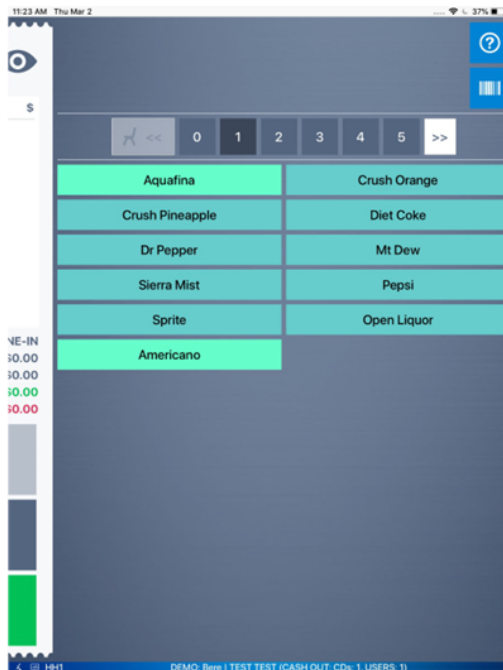 11:23 AM Thu Mar 2
37%
$
<< 0 1 2 3 4 5 >>
Aquafina Crush Orange
Crush Pineapple Diet Coke
Dr Pepper Mt Dew
Sierra Mist Pepsi
Sprite Open Liquor
Americano
NE-IN
$0.00
$0.00
$0.00
$0.00
HH1 DEMO: Bere | TEST TEST (CASH OUT: CDs: 1, USERS: 1)